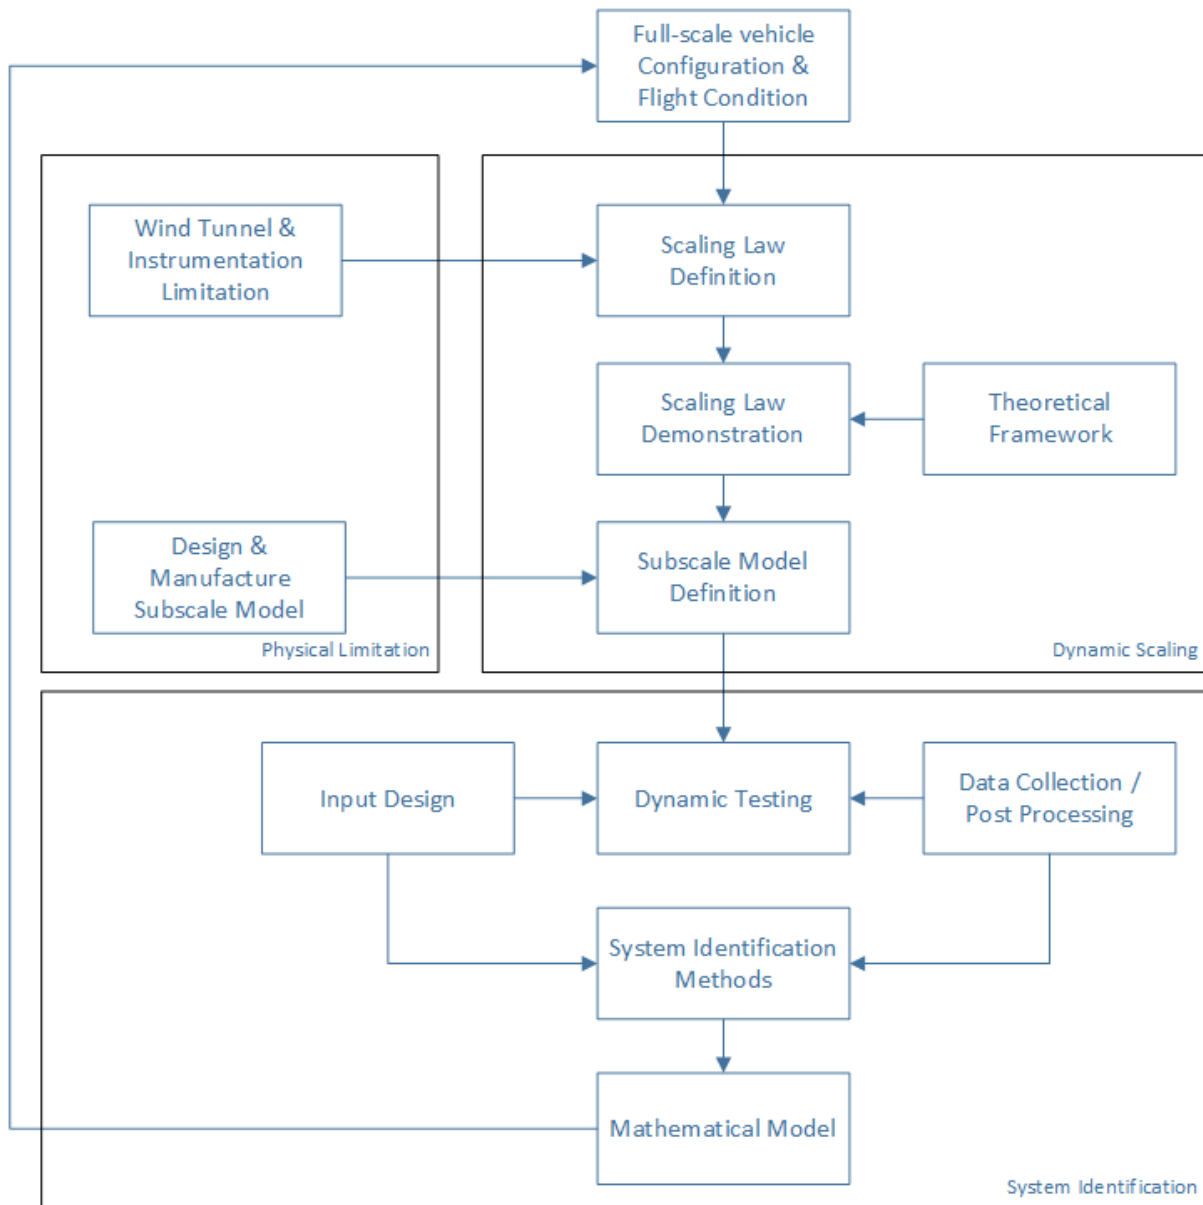 Full-scale vehicle
Configuration &
Flight Condition
Wind Tunnel &
Instrumentation
Limitation
Scaling Law
Definition
Scaling Law
Demonstration
Theoretical
Framework
Design &
Manufacture
Subscale Model
Subscale Model
Definition
Physical Limitation
Dynamic Scaling
Input Design
Dynamic Testing
Data Collection /
Post Processing
System Identification
Methods
Mathematical Model
System Identification